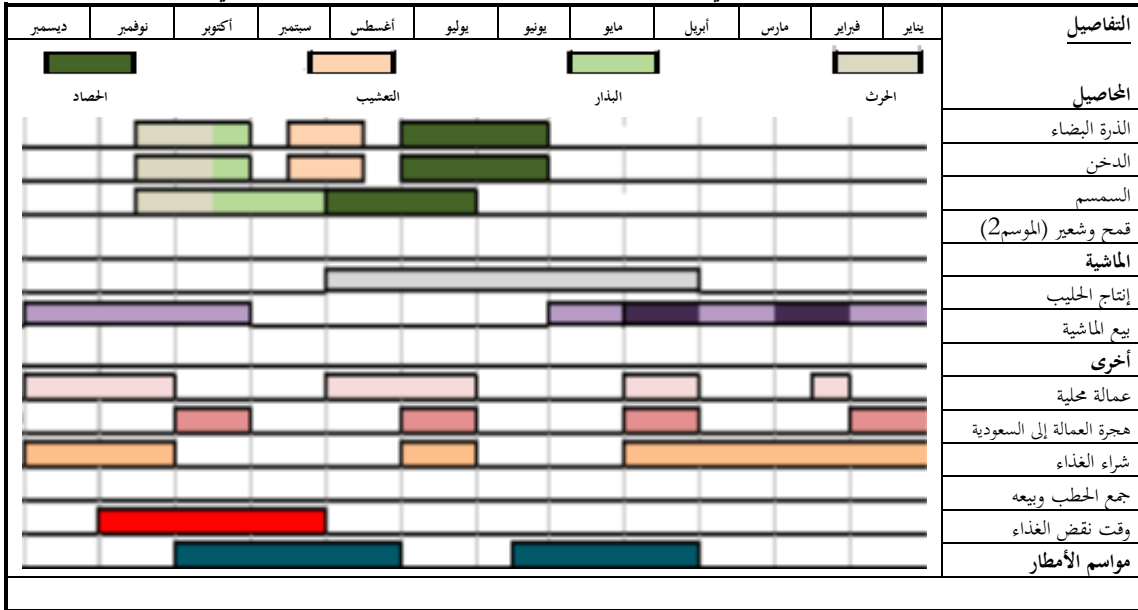 التفاصيل يناير فبراير مارس أبريل مايو يونيو يوليو أغسطس سبتمبر أكتوبر نوفمبر ديسمبر
المحاصيل الحرث البذار التعشيب الحصاد
الذرة البضاء
الدخن
السمسم
قمح وشعير (الموسم2)
الماشية
إنتاج الحليب
بيع الماشية
أخرى
عمالة محلية
هجرة العمالة إلى السعودية
شراء الغذاء
جمع الحطب وبيعه
وقت نقض الغذاء
مواسم الأمطار